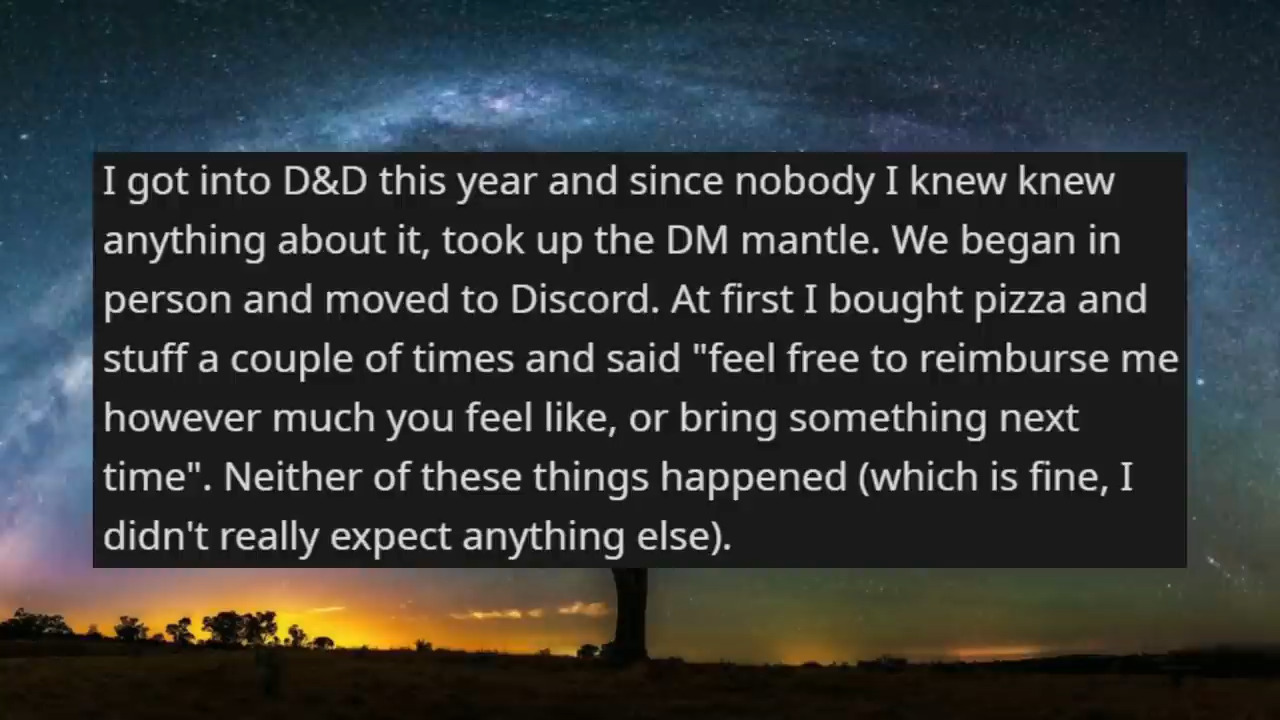 I got into D&D this year and since nobody I knew knew
anything about it, took up the DM mantle. We began in
person and moved to Discord. At first I bought pizza and
stuff a couple of times and said "feel free to reimburse me
however much you feel like, or bring something next
time". Neither of these things happened (which is fine, I
didn't really expect anything else).